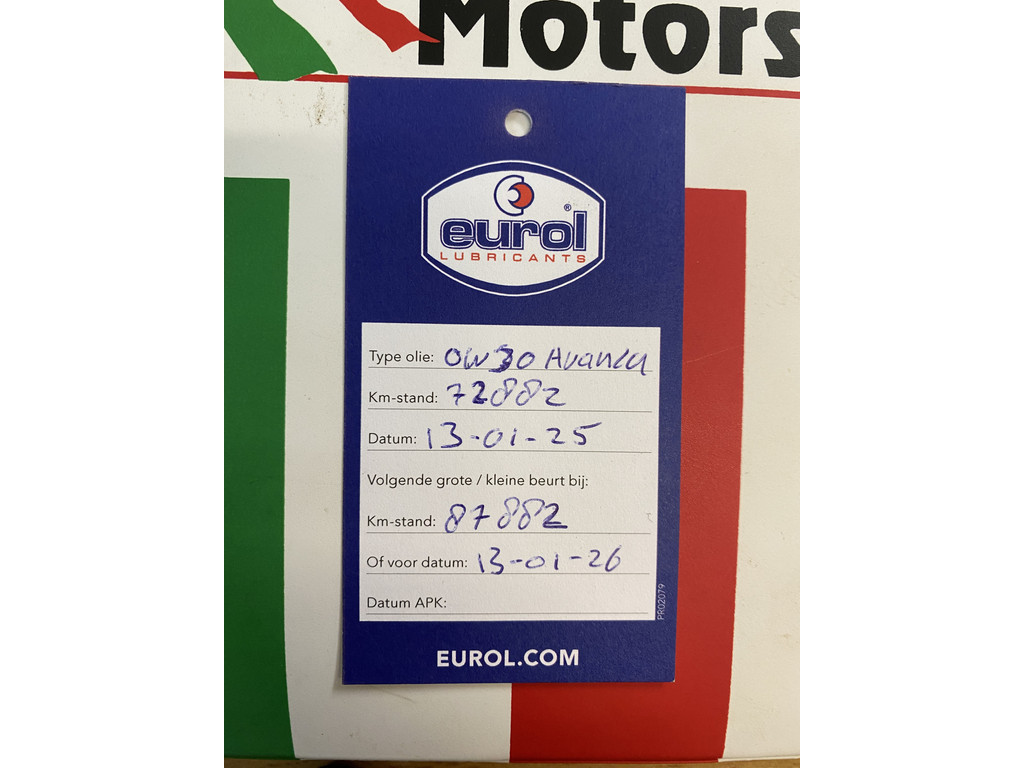 Motors
eurol®
LUBRICANTS
Type olie: 0W30
Km-stand: 72882
Datum: 13-01-25
Volgende grote / kleine beurt bij:
Km-stand: 87882
Of voor datum: 13-01-26
Datum APK:
PR02079
EUROL.COM